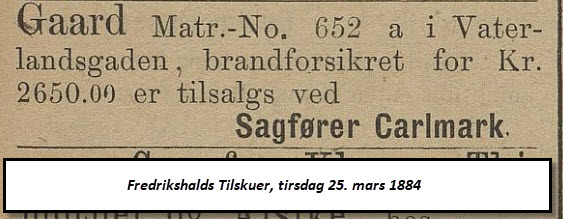 Gaard Matr.-No. 652 a i Vater-
landsgaden, brandforsikret for Kr.
2650.00 er tilsalgs ved
Sagfører Carlmark.
Fredrikshalds Tilskuer, tirsdag 25. mars 1884